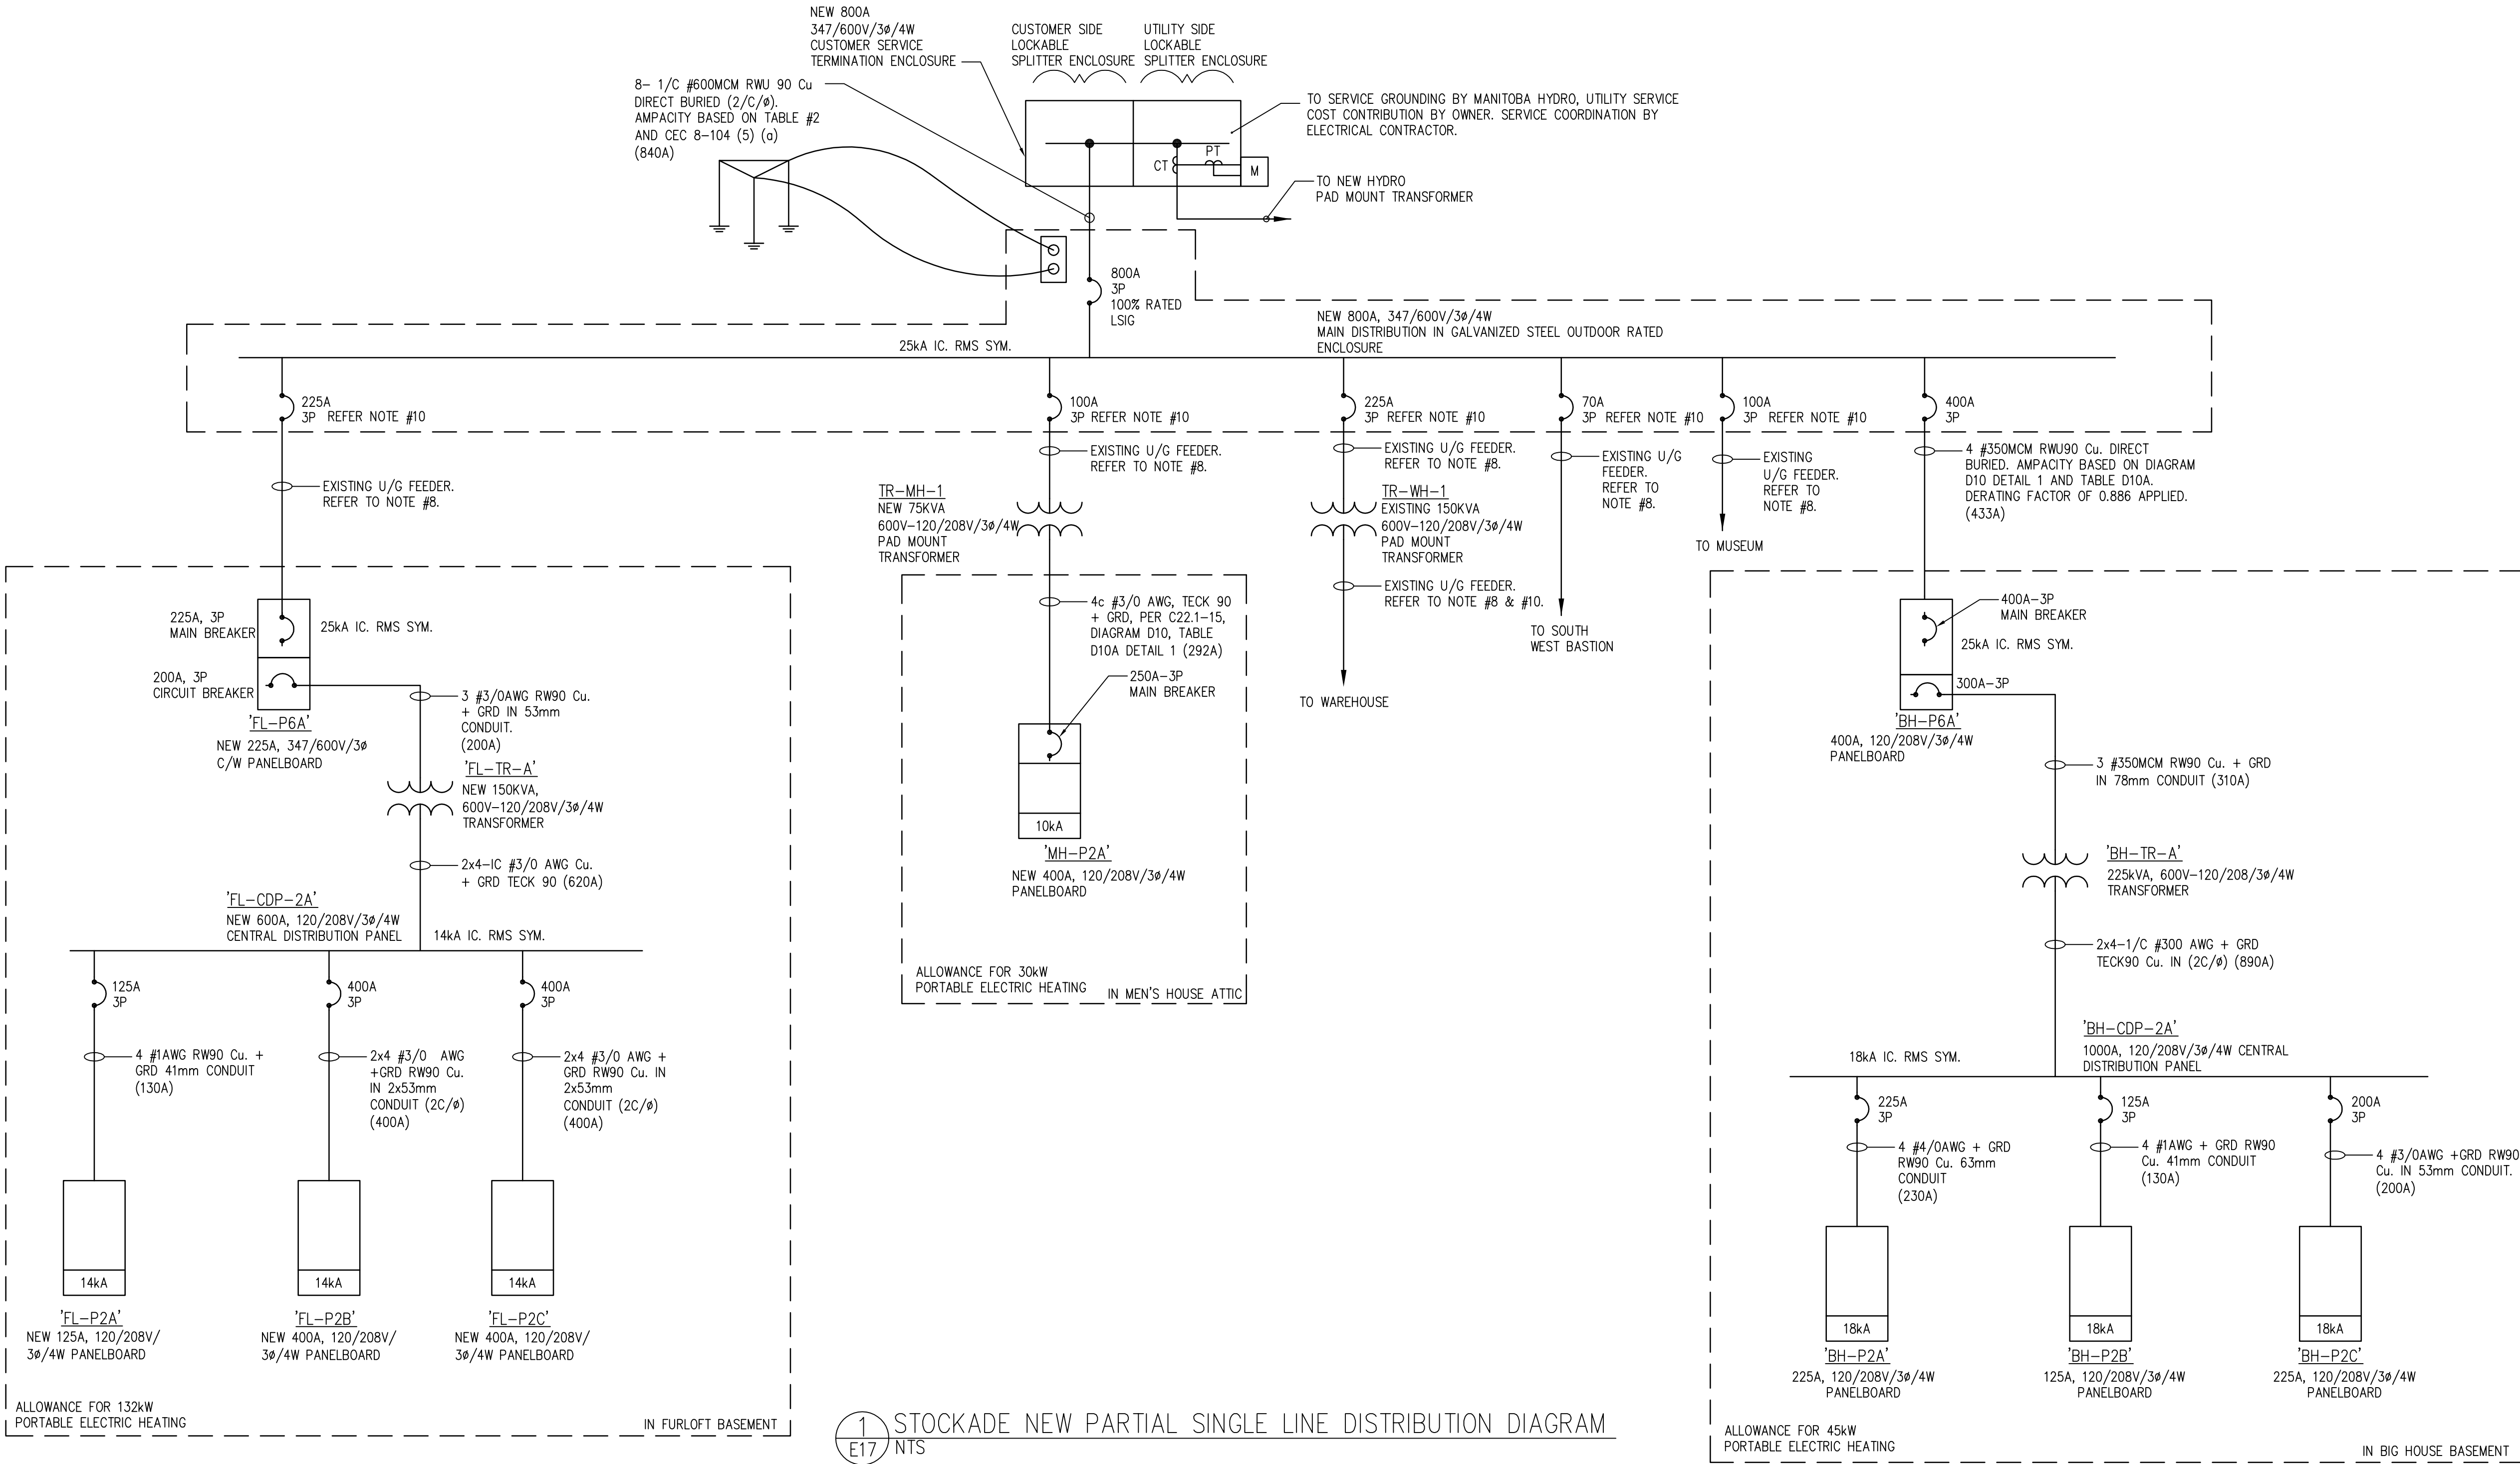 NEW 800A
347/600V/3ø/4W
CUSTOMER SERVICE
TERMINATION ENCLOSURE
CUSTOMER SIDE
LOCKABLE
SPLITTER ENCLOSURE
UTILITY SIDE
LOCKABLE
SPLITTER ENCLOSURE
8- 1/C #600MCM RWU 90 Cu
DIRECT BURIED (2/C/ø).
AMPACITY BASED ON TABLE #2
AND CEC 8-104 (5) (a)
(840A)
TO SERVICE GROUNDING BY MANITOBA HYDRO, UTILITY SERVICE
COST CONTRIBUTION BY OWNER. SERVICE COORDINATION BY
ELECTRICAL CONTRACTOR.
CT
PT
M
TO NEW HYDRO
PAD MOUNT TRANSFORMER
800A
3P
100% RATED
LSIG
25kA IC. RMS SYM.
NEW 800A, 347/600V/3ø/4W
MAIN DISTRIBUTION IN GALVANIZED STEEL OUTDOOR RATED
ENCLOSURE
225A
3P REFER NOTE #10
100A
3P REFER NOTE #10
225A
3P REFER NOTE #10
70A
3P REFER NOTE #10
100A
3P REFER NOTE #10
400A
3P
EXISTING U/G FEEDER.
REFER TO NOTE #8.
EXISTING U/G FEEDER.
REFER TO NOTE #8.
EXISTING U/G FEEDER.
REFER TO NOTE #8.
EXISTING U/G
FEEDER.
REFER TO
NOTE #8.
EXISTING
U/G FEEDER.
REFER TO
NOTE #8.
4 #350MCM RWU90 Cu. DIRECT
BURIED. AMPACITY BASED ON DIAGRAM
D10 DETAIL 1 AND TABLE D10A.
DERATING FACTOR OF 0.886 APPLIED.
(433A)
TR-MH-1
NEW 75KVA
600V-120/208V/3ø/4W
PAD MOUNT
TRANSFORMER
TR-WH-1
EXISTING 150KVA
600V-120/208V/3ø/4W
PAD MOUNT
TRANSFORMER
EXISTING U/G FEEDER.
REFER TO NOTE #8 & #10.
TO WAREHOUSE
TO SOUTH
WEST BASTION
TO MUSEUM
225A, 3P
MAIN BREAKER
25kA IC. RMS SYM.
200A, 3P
CIRCUIT BREAKER
'FL-P6A'
NEW 225A, 347/600V/3ø
C/W PANELBOARD
3 #3/0AWG RW90 Cu.
+ GRD IN 53mm
CONDUIT.
(200A)
'FL-TR-A'
NEW 150KVA,
600V-120/208V/3ø/4W
TRANSFORMER
2x4-IC #3/0 AWG Cu.
+ GRD TECK 90 (620A)
'FL-CDP-2A'
NEW 600A, 120/208V/3ø/4W
CENTRAL DISTRIBUTION PANEL
14kA IC. RMS SYM.
125A
3P
400A
3P
400A
3P
4 #1AWG RW90 Cu. +
GRD 41mm CONDUIT
(130A)
2x4 #3/0 AWG
+GRD RW90 Cu.
IN 2x53mm
CONDUIT (2C/ø)
(400A)
2x4 #3/0 AWG +
GRD RW90 Cu. IN
2x53mm
CONDUIT (2C/ø)
(400A)
14kA
14kA
14kA
'FL-P2A'
NEW 125A, 120/208V/
3ø/4W PANELBOARD
'FL-P2B'
NEW 400A, 120/208V/
3ø/4W PANELBOARD
'FL-P2C'
NEW 400A, 120/208V/
3ø/4W PANELBOARD
ALLOWANCE FOR 132kW
PORTABLE ELECTRIC HEATING
IN FURLOFT BASEMENT
4c #3/0 AWG, TECK 90
+ GRD, PER C22.1-15,
DIAGRAM D10, TABLE
D10A DETAIL 1 (292A)
250A-3P
MAIN BREAKER
10kA
'MH-P2A'
NEW 400A, 120/208V/3ø/4W
PANELBOARD
ALLOWANCE FOR 30kW
PORTABLE ELECTRIC HEATING
IN MEN'S HOUSE ATTIC
400A-3P
MAIN BREAKER
25kA IC. RMS SYM.
300A-3P
'BH-P6A'
400A, 120/208V/3ø/4W
PANELBOARD
3 #350MCM RW90 Cu. + GRD
IN 78mm CONDUIT (310A)
'BH-TR-A'
225kVA, 600V-120/208/3ø/4W
TRANSFORMER
2x4-1/C #300 AWG + GRD
TECK90 Cu. IN (2C/ø) (890A)
'BH-CDP-2A'
1000A, 120/208V/3ø/4W CENTRAL
DISTRIBUTION PANEL
18kA IC. RMS SYM.
225A
3P
125A
3P
200A
3P
4 #4/0AWG + GRD
RW90 Cu. 63mm
CONDUIT
(230A)
4 #1AWG + GRD RW90
Cu. 41mm CONDUIT
(130A)
4 #3/0AWG +GRD RW90
Cu. IN 53mm CONDUIT.
(200A)
18kA
18kA
18kA
'BH-P2A'
225A, 120/208V/3ø/4W
PANELBOARD
'BH-P2B'
125A, 120/208V/3ø/4W
PANELBOARD
'BH-P2C'
225A, 120/208V/3ø/4W
PANELBOARD
ALLOWANCE FOR 45kW
PORTABLE ELECTRIC HEATING
IN BIG HOUSE BASEMENT
1
E17
STOCKADE NEW PARTIAL SINGLE LINE DISTRIBUTION DIAGRAM
NTS